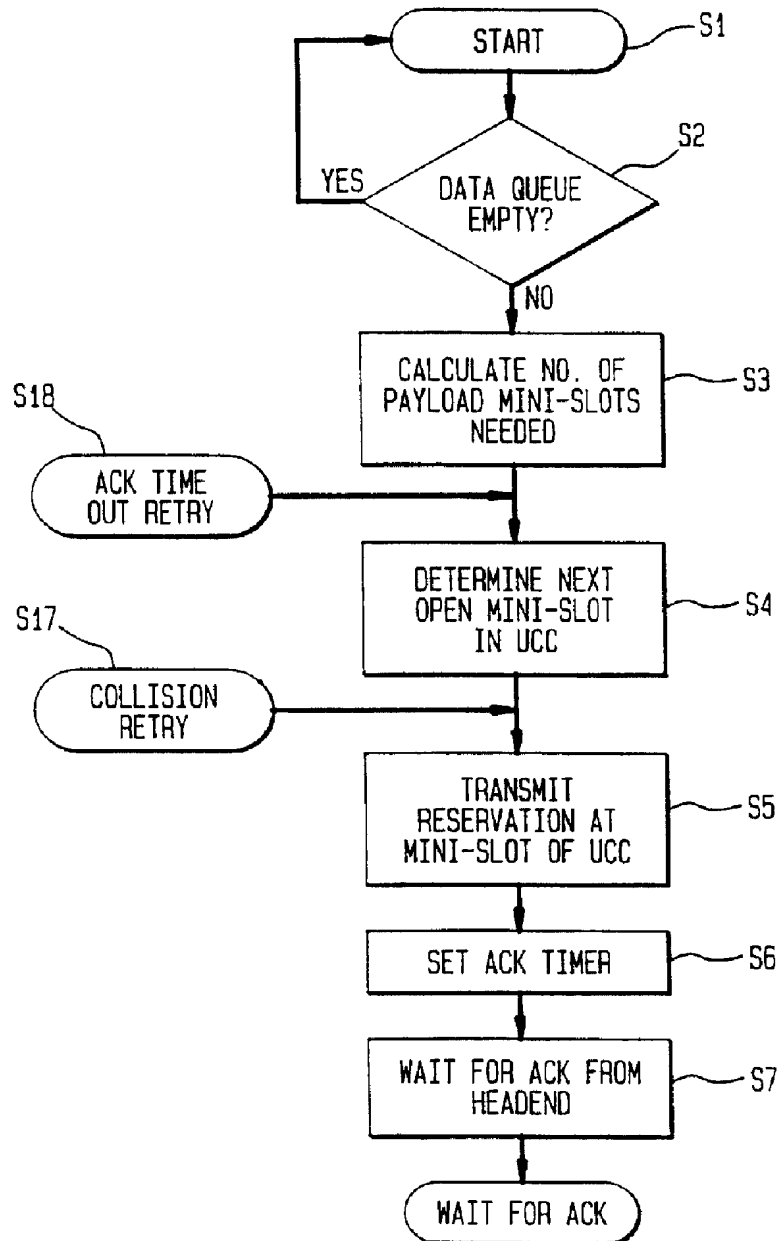 START
S1
S2
YES
DATA QUEUE
EMPTY?
NO
CALCULATE NO. OF
PAYLOAD MINI-SLOTS
NEEDED
S3
S18
ACK TIME
OUT RETRY
DETERMINE NEXT
OPEN MINI-SLOT
IN UCC
S4
S17
COLLISION
RETRY
TRANSMIT
RESERVATION AT
MINI-SLOT OF UCC
S5
SET ACK TIMER
S6
WAIT FOR ACK FROM
HEADEND
S7
WAIT FOR ACK